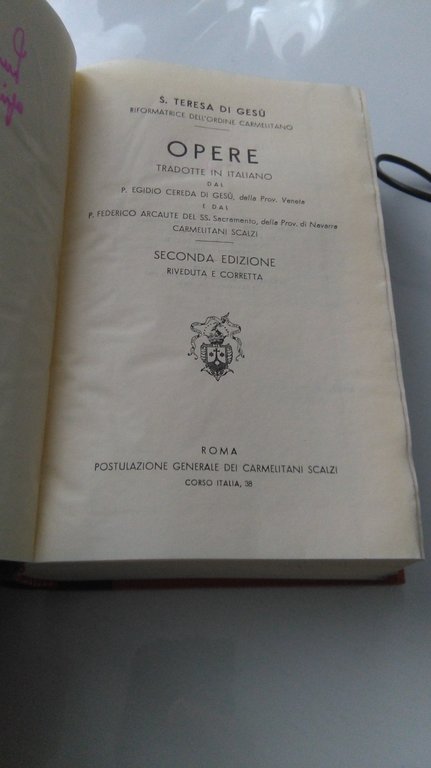 S. TERESA DI GESÙ
RIFORMATRICE DELL'ORDINE CARMELITANO
OPERE
TRADOTTE IN ITALIANO
DAL
P. EGIDIO CEREDA DI GESÙ, della Prov. Veneta
E DAL
P. FEDERICO ARCAUTE DEL SS. Sacramento, della Prov. di Navarra
CARMELITANI SCALZI
SECONDA EDIZIONE
RIVEDUTA E CORRETTA
ROMA
POSTULAZIONE GENERALE DEI CARMELITANI SCALZI
CORSO ITALIA, 38